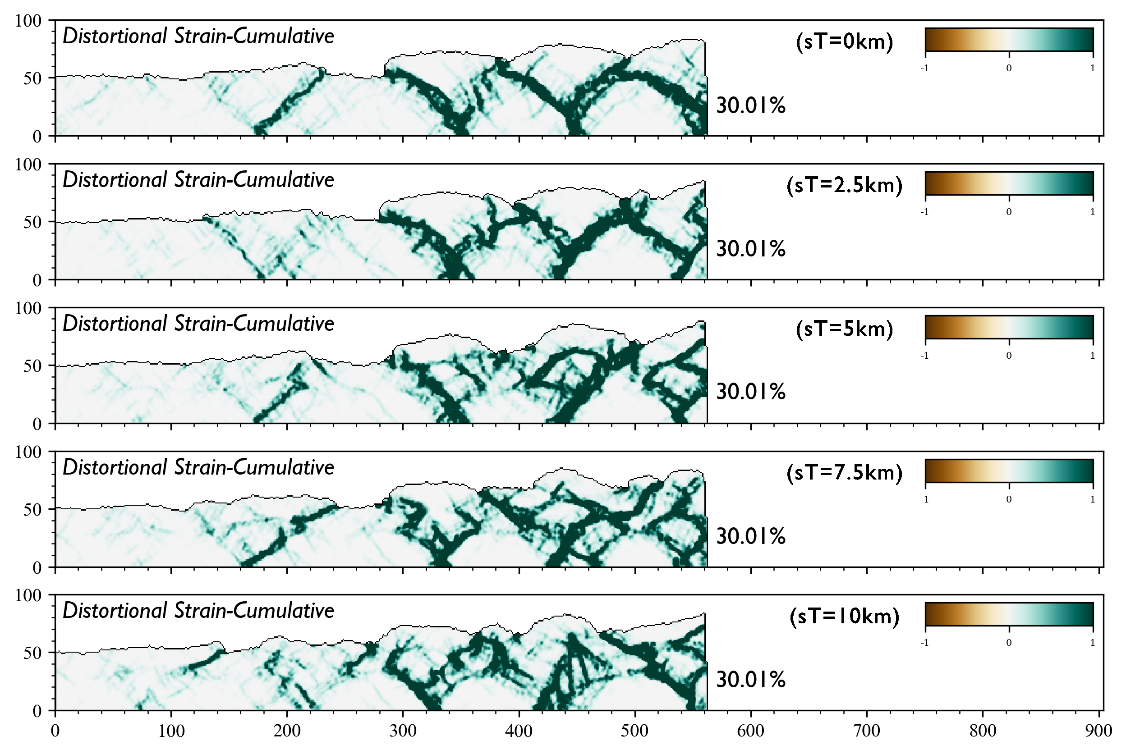 100
Distortional Strain-Cumulative
(sT=0km)
-1 0 1
50
30.01%
0
100
Distortional Strain-Cumulative
(sT=2.5km)
-1 0 1
50
30.01%
0
100
Distortional Strain-Cumulative
(sT=5km)
-1 0 1
50
30.01%
0
100
Distortional Strain-Cumulative
(sT=7.5km)
1 0 1
50
30.01%
0
100
Distortional Strain-Cumulative
(sT=10km)
-1 0 1
50
30.01%
0
0 100 200 300 400 500 600 700 800 900